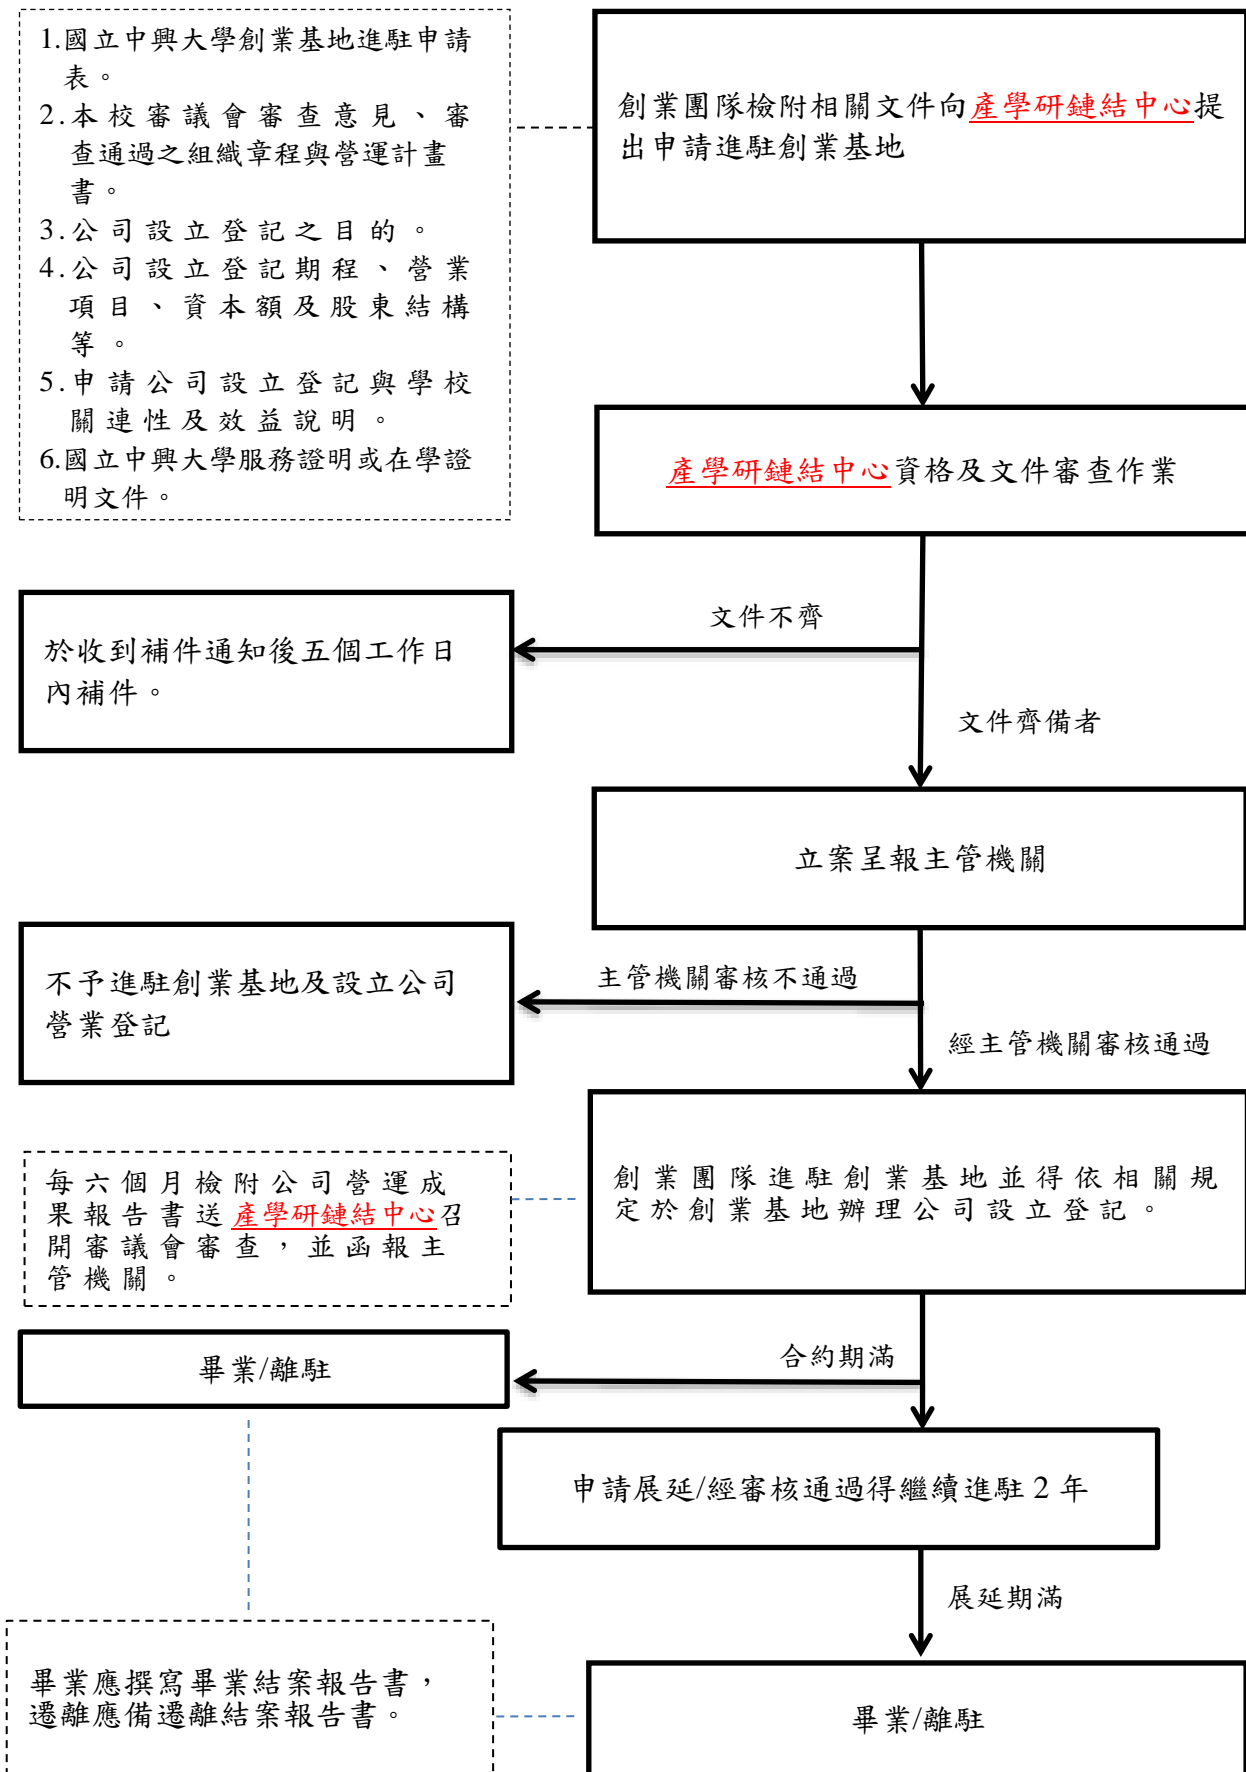 1.國立中興大學創業基地進駐申請
表。
2.本校審議會審查意見、審
查通過之組織章程與營運計畫
書。
3.公司設立登記之目的。
4.公司設立登記期程、營業
項目、資本額及股東結構
等。
5.申請公司設立登記與學校
關連性及效益說明。
6.國立中興大學服務證明或在學證
明文件。
創業團隊檢附相關文件向產學研鏈結中心提
出申請進駐創業基地
產學研鏈結中心資格及文件審查作業
文件不齊
於收到補件通知後五個工作日
內補件。
文件齊備者
立案呈報主管機關
主管機關審核不通過
不予進駐創業基地及設立公司
營業登記
經主管機關審核通過
創業團隊進駐創業基地並得依相關規
定於創業基地辦理公司設立登記。
每六個月檢附公司營運成
果報告書送產學研鏈結中心召
開審議會審查，並函報主
管機關。
合約期滿
畢業/離駐
申請展延/經審核通過得繼續進駐 2 年
展延期滿
畢業應撰寫畢業結案報告書，
遷離應備遷離結案報告書。
畢業/離駐